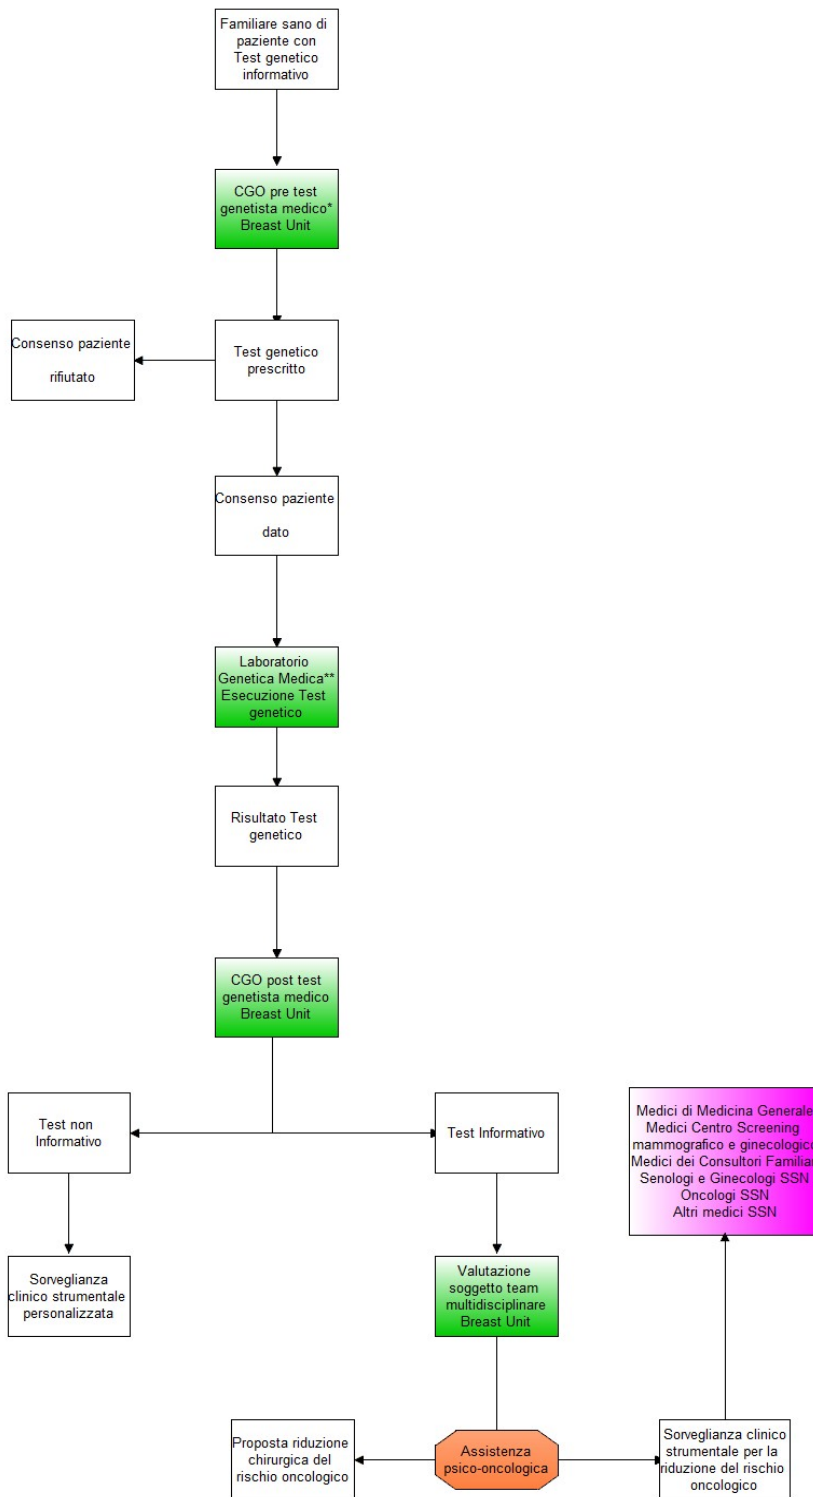 Familiare sano di
paziente con
Test genetico
informativo
CGO pre test
genetista medico*
Breast Unit
Consenso paziente
rifiutato
Test genetico
prescritto
Consenso paziente
dato
Laboratorio
Genetica Medica**
Esecuzione Test
genetico
Risultato Test
genetico
CGO post test
genetista medico
Breast Unit
Test non
Informativo
Test Informativo
Medici di Medicina Generale
Medici Centro Screening
mammografico e ginecologico
Medici dei Consultori Familiar
Senologi e Ginecologi SSN
Oncologi SSN
Altri medici SSN
Sorveglianza
clinico strumentale
personalizzata
Valutazione
soggetto team
multidisciplinare
Breast Unit
Proposta riduzione
chirurgica del
rischio oncologico
Assistenza
psico-oncologica
Sorveglianza clinico
strumentale per la
riduzione del rischio
oncologico